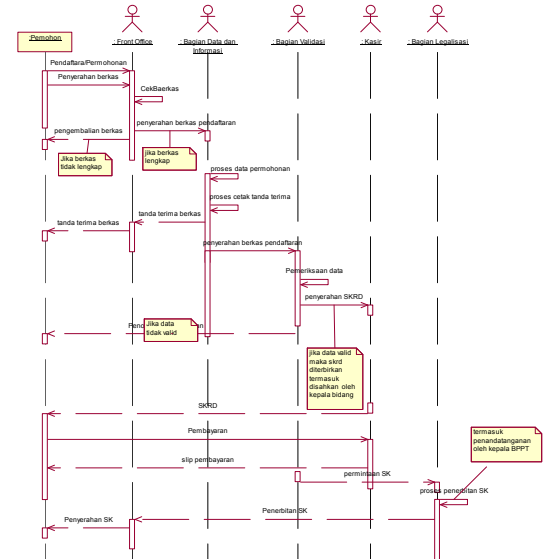 :Pemohon
: Front Office
: Bagian Data dan
Informasi
: Bagian Validasi
: Kasir
: Bagian Legalisasi
Pendaftara/Permohonan
Penyerahan berkas
CekBaerkas
penyerahan berkas pendaftaran
pengembalian berkas
Jika berkas
tidak lengkap
jika berkas
lengkap
proses data permohonan
proses cetak tanda terima
tanda terima berkas
tanda terima berkas
penyerahan berkas pendaftaran
Pemeriksaan data
penyerahan SKRD
Jika data
tidak valid
jika data valid
maka skrd
diterbirkan
termasuk
disahkan oleh
kepala bidang
SKRD
Pembayaran
termasuk
penandatanganan
oleh kepala BPPT
slip pembayaran
permintaan SK
proses penerbitan SK
Penerbitan SK
Penyerahan SK